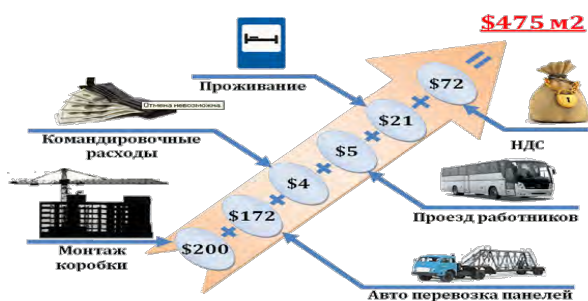 $475 м2
Проживание
$72
Отмена невозможна
$21
НДС
Командировочные
расходы
$5
$4
Проезд работников
$172
$200
Монтаж
коробки
Авто перевозка панелей